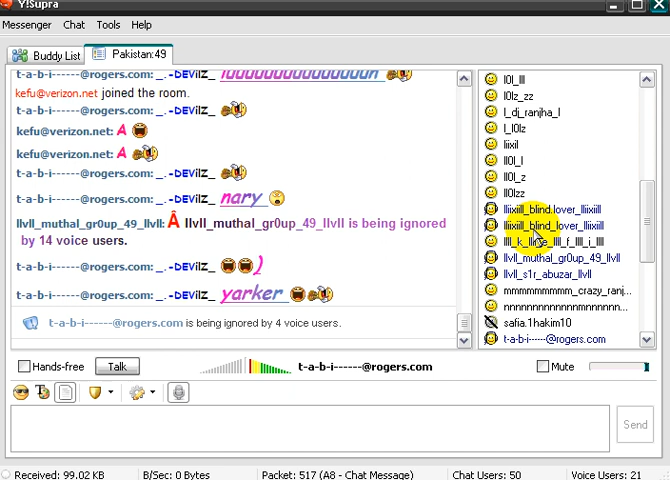 Y!Supra
Messenger Chat Tools Help
Buddy List
Pakistan:49
t-a-b-i------@rogers.com: _.-DEVilZ_
kefu@verizon.net joined the room.
t-a-b-i------@rogers.com: _.-DEVilZ_
kefu@verizon.net: A
kefu@verizon.net: A
t-a-b-i------@rogers.com: _.-DEVilZ_
t-a-b-i------@rogers.com: _.-DEVilZ_ nary
llvll_muthal_gr0up_49_llvll: Â llvll_muthal_gr0up_49_llvll is being ignored
by 14 voice users.
t-a-b-i------@rogers.com: _.-DEVilZ_ )
t-a-b-i------@rogers.com: _.-DEVilZ_ yarker
t-a-b-i------@rogers.com is being ignored by 4 voice users.
l0l_lll
l0lz_zz
l_dj_ranjha_l
l_l0lz
liixil
ll0l_l
ll0l_z
ll0lzz
lliixiill_blind.lover_lliixiill
lliixiill_blind_lover_lliixiill
llvll_muthal_gr0up_49_llvll
llvll_s1r_abuzar_llvll
mmmmmmmmm_crazy_ranj...
safia.1hakim10
t-a-b-i------@rogers.com
Hands-free
Talk
t-a-b-i------@rogers.com
Mute
Send
Received: 99.02 KB
B/Sec: 0 Bytes
Packet: 517 (A8 - Chat Message)
Chat Users: 50
Voice Users: 21